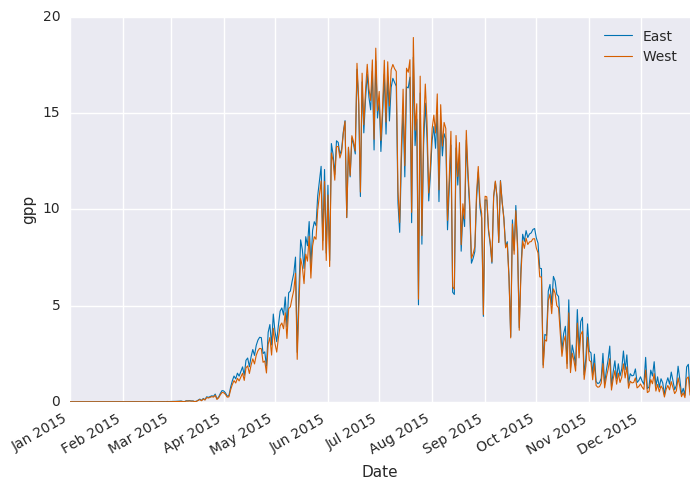 20
East
West
15
gpp
10
5
0
Jan 2015
Feb 2015
Mar 2015
Apr 2015
May 2015
Jun 2015
Jul 2015
Aug 2015
Sep 2015
Oct 2015
Nov 2015
Dec 2015
Date